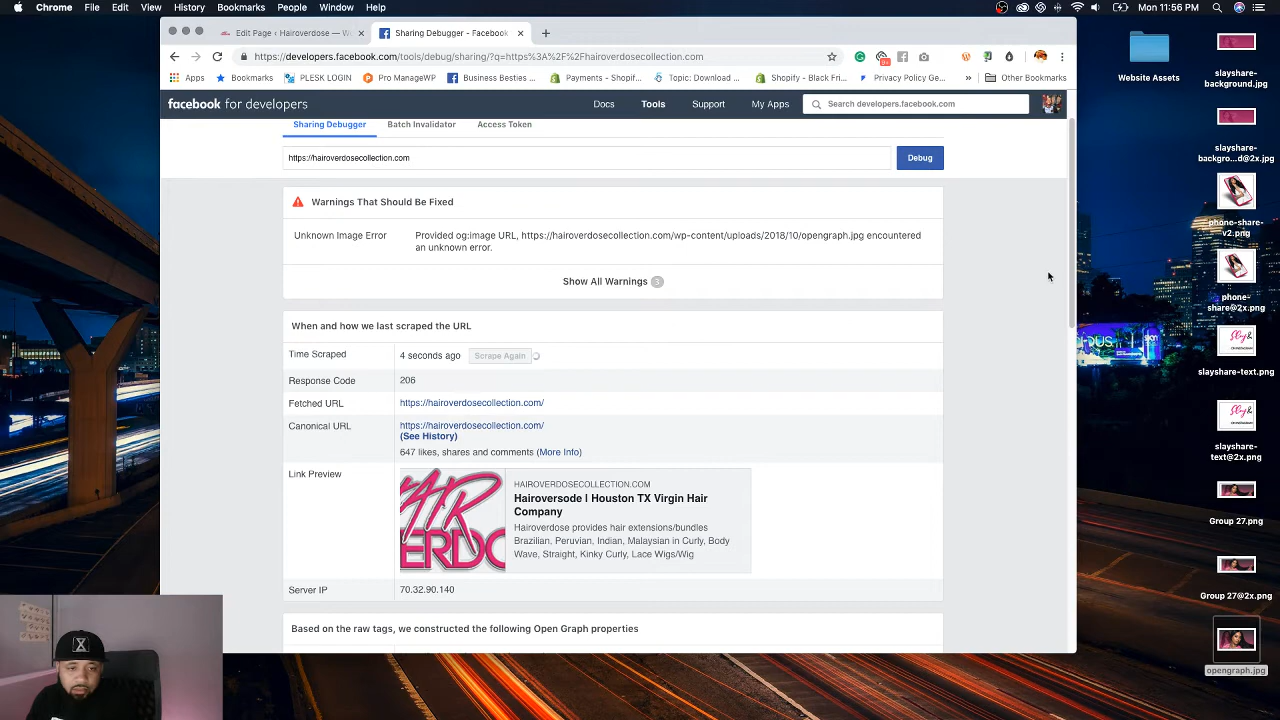 Chrome File Edit View History Bookmarks People Window Help
Mon 11:56 PM
Edit Page ‹ Hairoverdose — W
Sharing Debugger - Facebook
https://developers.facebook.com/tools/debug/sharing/?q=https%3A%2F%2Fhairoverdosecollection.com
Apps Bookmarks PLESK LOGIN Pro ManageWP Business Besties ... Payments - Shopif... Topic: Download ... Shopify - Black Fri... Privacy Policy Ge... » Other Bookmarks
facebook for developers
Docs Tools Support My Apps Search developers.facebook.com
Sharing Debugger Batch Invalidator Access Token
https://hairoverdosecollection.com Debug
Warnings That Should Be Fixed
Unknown Image Error
Provided og:image URL, https://hairoverdosecollection.com/wp-content/uploads/2018/10/opengraph.jpg encountered
an unknown error.
Show All Warnings 3
When and how we last scraped the URL
Time Scraped 4 seconds ago Scrape Again
Response Code 206
Fetched URL https://hairoverdosecollection.com/
Canonical URL https://hairoverdosecollection.com/
(See History)
647 likes, shares and comments (More Info)
Link Preview
HAIROVERDOSECOLLECTION.COM
Hairoversode | Houston TX Virgin Hair
Company
Hairoverdose provides hair extensions/bundles
Brazilian, Peruvian, Indian, Malaysian in Curly, Body
Wave, Straight, Kinky Curly, Lace Wigs/Wig
Server IP 70.32.90.140
Based on the raw tags, we constructed the following Open Graph properties
Website Assets
slayshare-
background.jpg
slayshare-
backgro...d@2x.jpg
phone-share-
v2.png
phone-
share@2x.png
slayshare-text.png
slayshare-
text@2x.png
Group 27.png
Group 27@2x.png
opengraph.jpg